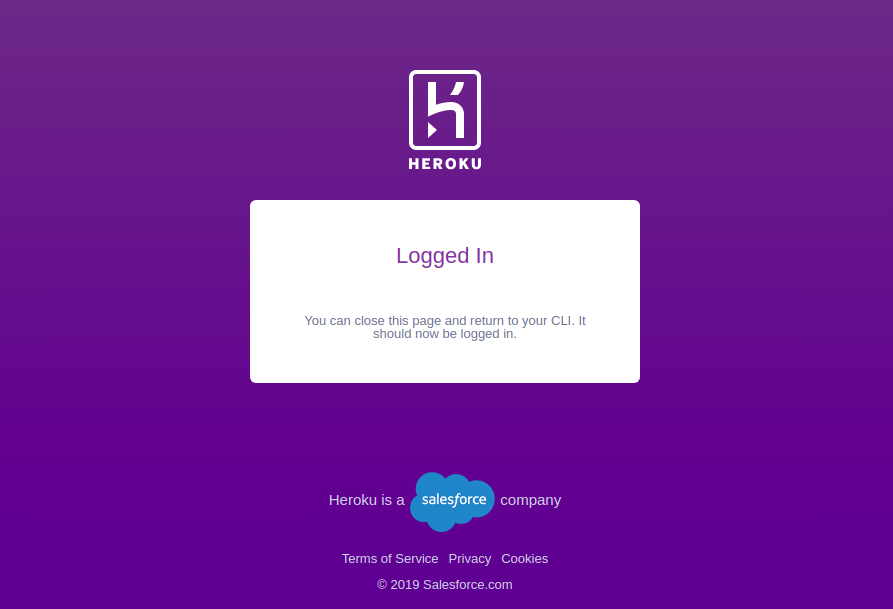 HEROKU
Logged In
You can close this page and return to your CLI. It
should now be logged in.
Heroku is a salesforce company
Terms of Service Privacy Cookies
© 2019 Salesforce.com